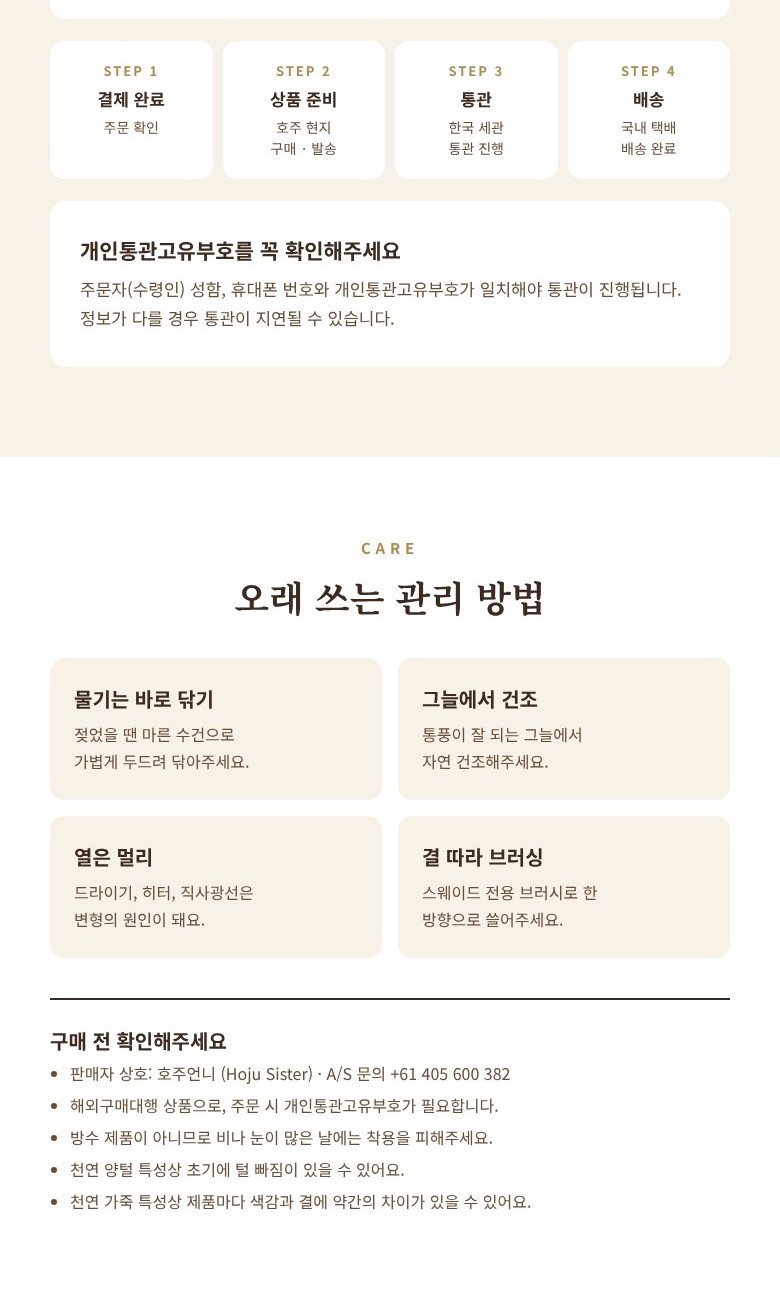 STEP 1
결제 완료
주문 확인
STEP 2
상품 준비
호주 현지
구매 · 발송
STEP 3
통관
한국 세관
통관 진행
STEP 4
배송
국내 택배
배송 완료
개인통관고유부호를 꼭 확인해주세요
주문자(수령인) 성함, 휴대폰 번호와 개인통관고유부호가 일치해야 통관이 진행됩니다.
정보가 다를 경우 통관이 지연될 수 있습니다.
CARE
오래 쓰는 관리 방법
물기는 바로 닦기
젖었을 땐 마른 수건으로
가볍게 두드려 닦아주세요.
그늘에서 건조
통풍이 잘 되는 그늘에서
자연 건조해주세요.
열은 멀리
드라이기, 히터, 직사광선은
변형의 원인이 돼요.
결 따라 브러싱
스웨이드 전용 브러시로 한
방향으로 쓸어주세요.
구매 전 확인해주세요
• 판매자 상호: 호주언니 (Hoju Sister) · A/S 문의 +61 405 600 382
• 해외구매대행 상품으로, 주문 시 개인통관고유부호가 필요합니다.
• 방수 제품이 아니므로 비나 눈이 많은 날에는 착용을 피해주세요.
• 천연 양털 특성상 초기에 털 빠짐이 있을 수 있어요.
• 천연 가죽 특성상 제품마다 색감과 결에 약간의 차이가 있을 수 있어요.